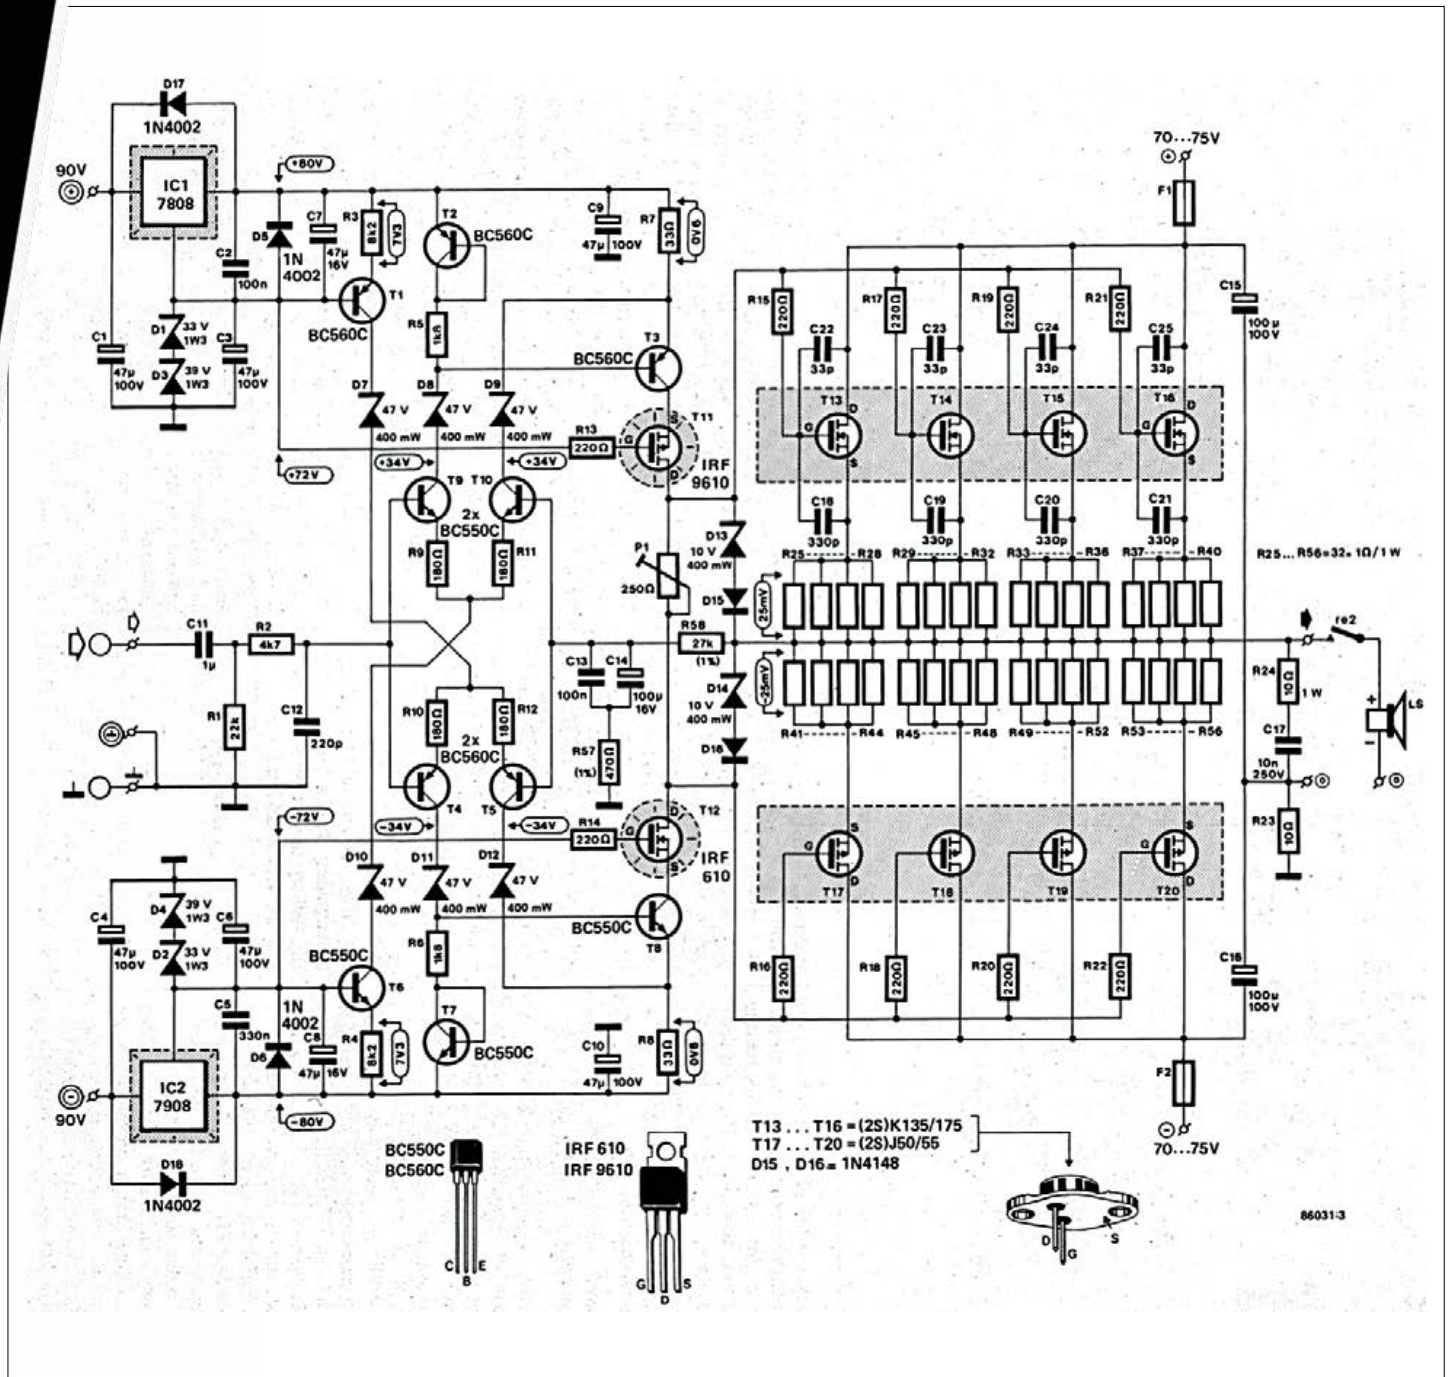 D17
1N4002
90V
IC1
7808
+80V
C7
47µ
16V
R3
8k2
7V3
T2
BC560C
C9
47µ 100V
R7
33Ω
0V6
70...75V
F1
D5
1N
4002
C2
100n
T1
BC560C
R5
1k8
T3
BC560C
R15
220Ω
R17
220Ω
R19
220Ω
R21
220Ω
C15
100µ
100V
C22
33p
C23
33p
C24
33p
C25
33p
C1
47µ
100V
D1
33 V
1W3
D3
39 V
1W3
C3
47µ
100V
D7
47 V
400 mW
D8
47 V
400 mW
D9
47 V
400 mW
R13
220Ω
T11
S
G
D
IRF
9610
T13
T14
T15
T16
D
G
S
D
G
S
+72V
+34V
+34V
T9
T10
2x
BC550C
R9
180Ω
R11
180Ω
P1
250Ω
D13
10 V
400 mW
D15
25mV
C18
330p
C19
330p
C20
330p
C21
330p
R25------R28
R29------R32
R33------R36
R37------R40
R25...R56=32x 1Ω/1 W
C11
1µ
R2
4k7
R58
27k
(1%)
re2
C13
100n
C14
100µ
16V
R1
22k
C12
220p
R10
180Ω
R12
180Ω
2x
BC560C
T4
T5
R57
470Ω
(1%)
D14
10 V
400 mW
D16
-25mV
R41------R44
R45------R48
R49------R52
R53------R56
R24
10Ω
1 W
C17
10n
250V
R23
10Ω
+
LS
-
-72V
-34V
-34V
R14
220Ω
T12
D
G
S
IRF
610
T17
T18
T19
T20
S
G
D
S
G
D
D10
47 V
400 mW
D11
47 V
400 mW
D12
47 V
400 mW
C4
47µ
100V
D4
39 V
1W3
D2
33 V
1W3
C6
47µ
100V
C5
330n
BC550C
T6
R6
1k8
BC550C
T8
R16
220Ω
R18
220Ω
R20
220Ω
R22
220Ω
C16
100µ
100V
1N
4002
D6
C8
47µ 16V
R4
8k2
7V3
T7
BC550C
C10
47µ 100V
R8
33Ω
0V6
90V
IC2
7908
-80V
D18
1N4002
F2
70...75V
BC550C
BC560C
C
B
E
IRF 610
IRF 9610
G
D
S
T13...T16 = (2S)K135/175
T17...T20 = (2S)J50/55
D15 , D16 = 1N4148
D
G
S
86031-3